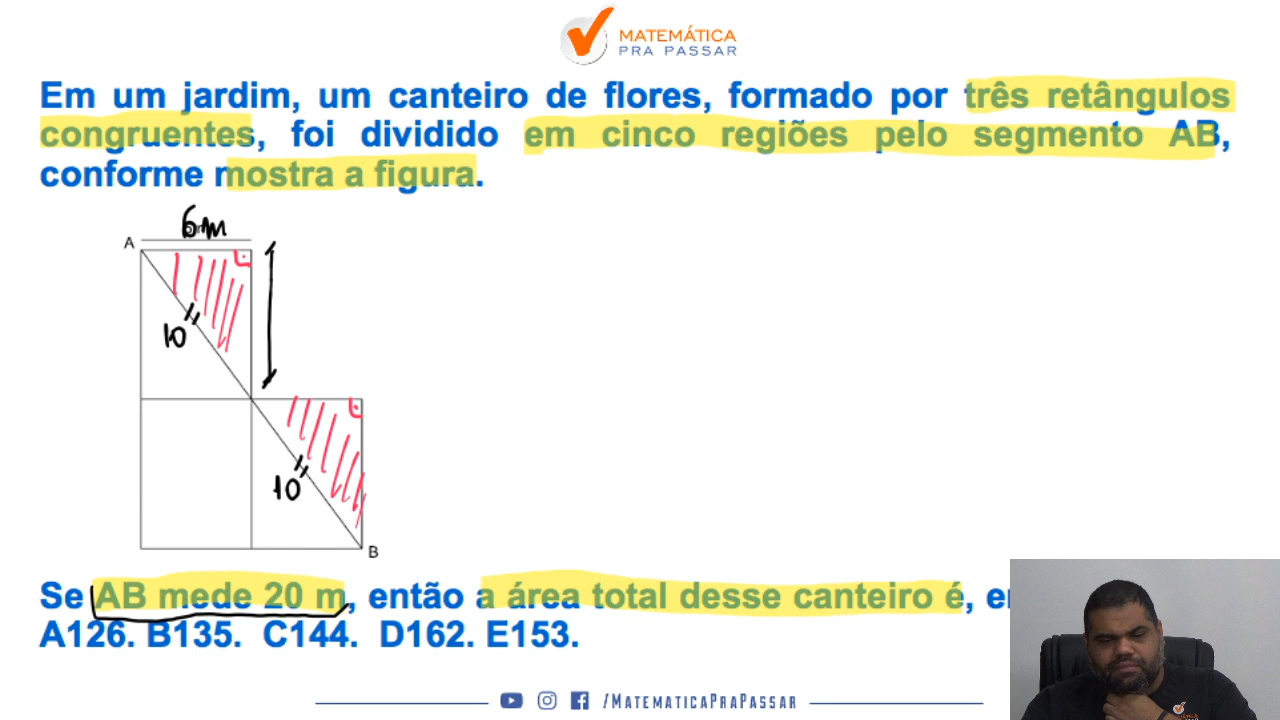 MATEMÁTICA
PRA PASSAR
Em um jardim, um canteiro de flores, formado por três retângulos
congruentes, foi dividido em cinco regiões pelo segmento AB,
conforme mostra a figura.
6m
A
10
10
B
Se AB mede 20 m, então a área total desse canteiro é,
A126. B135. C144. D162. E153.
/MATEMATICAPRAPASSAR